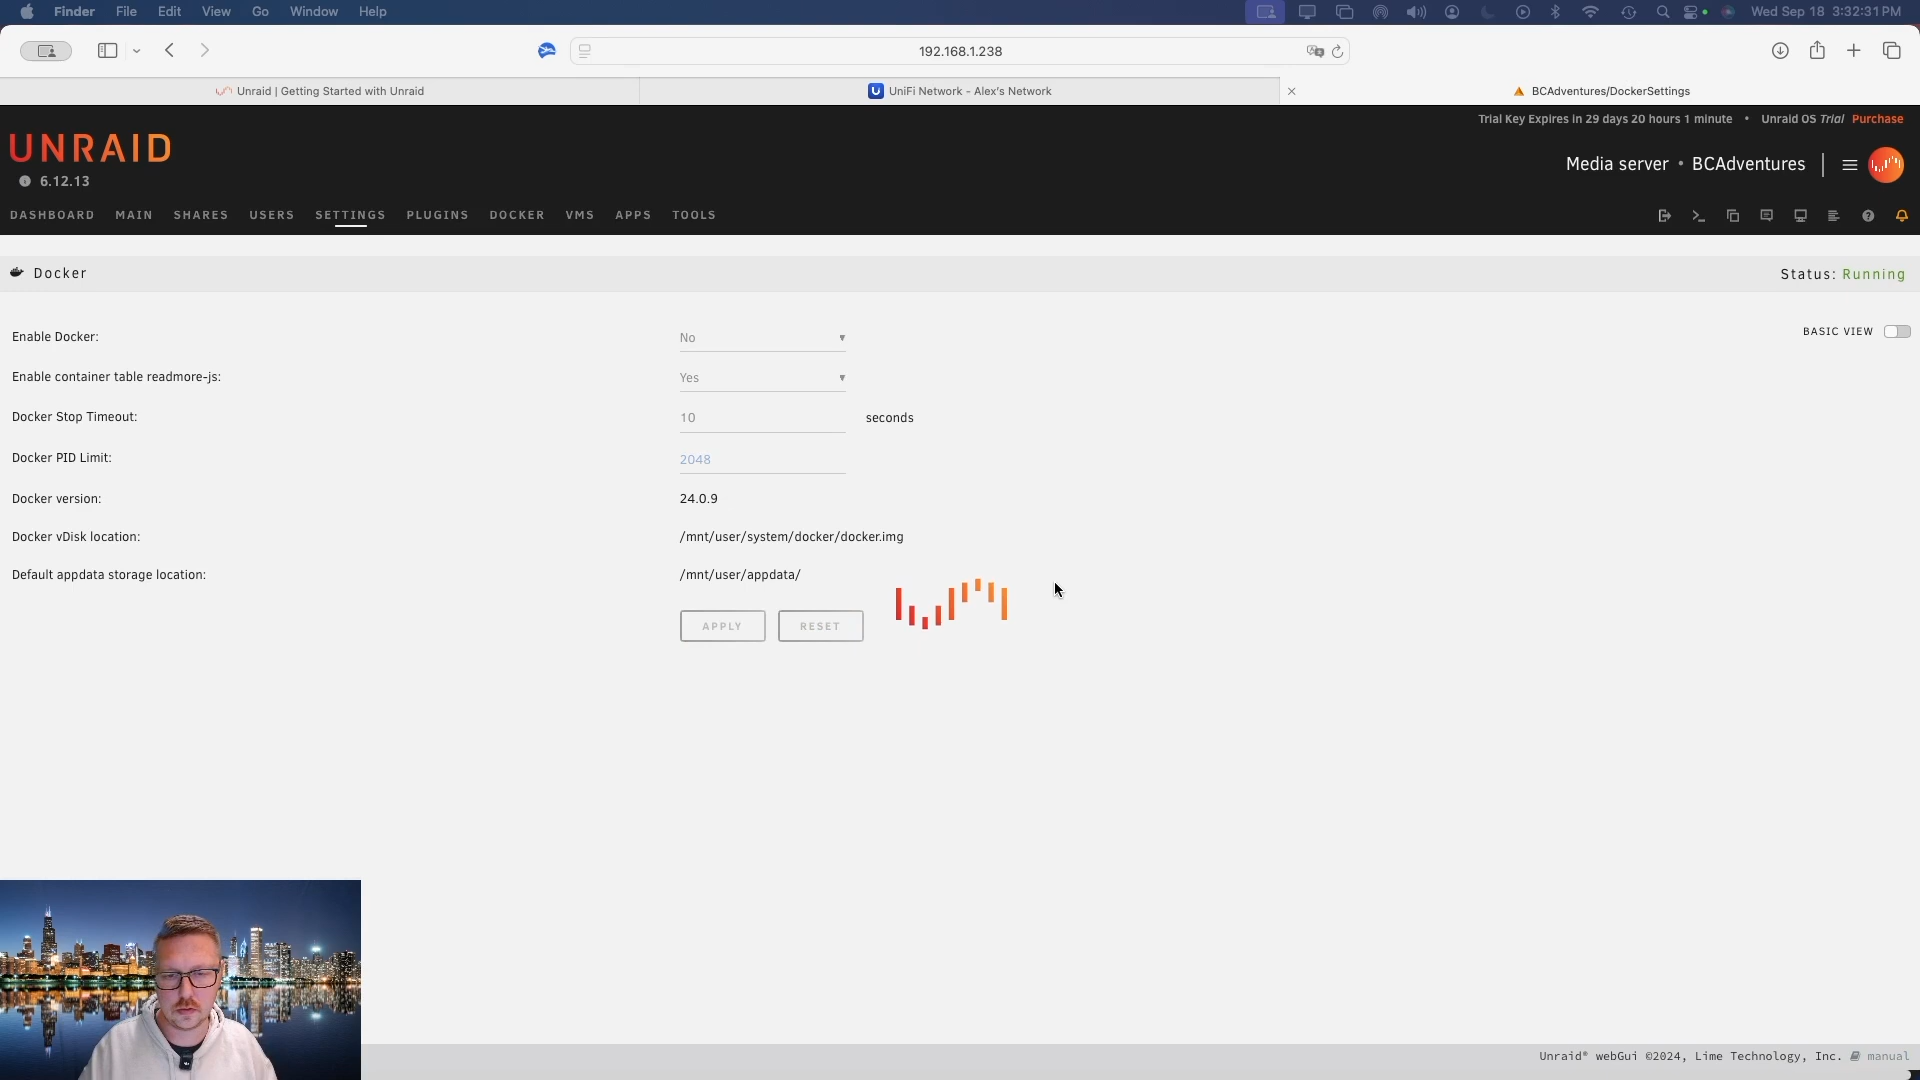 Finder File Edit View Go Window Help Wed Sep 18 3:32:31 PM
192.168.1.238
Unraid | Getting Started with Unraid UniFi Network - Alex's Network BCAdventures/DockerSettings
Trial Key Expires in 29 days 20 hours 1 minute • Unraid OS Trial Purchase
UNRAID
6.12.13
Media server • BCAdventures
DASHBOARD MAIN SHARES USERS SETTINGS PLUGINS DOCKER VMS APPS TOOLS
Docker Status: Running
BASIC VIEW
Enable Docker: No
Enable container table readmore-js: Yes
Docker Stop Timeout: 10 seconds
Docker PID Limit: 2048
Docker version: 24.0.9
Docker vDisk location: /mnt/user/system/docker/docker.img
Default appdata storage location: /mnt/user/appdata/
APPLY RESET
Unraid® webGui ©2024, Lime Technology, Inc. manual